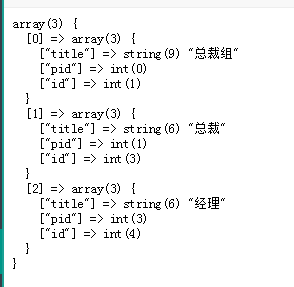 array(3) {
  [0] => array(3) {
    ["title"] => string(9) "总裁组"
    ["pid"] => int(0)
    ["id"] => int(1)
  }
  [1] => array(3) {
    ["title"] => string(6) "总裁"
    ["pid"] => int(1)
    ["id"] => int(3)
  }
  [2] => array(3) {
    ["title"] => string(6) "经理"
    ["pid"] => int(3)
    ["id"] => int(4)
  }
}